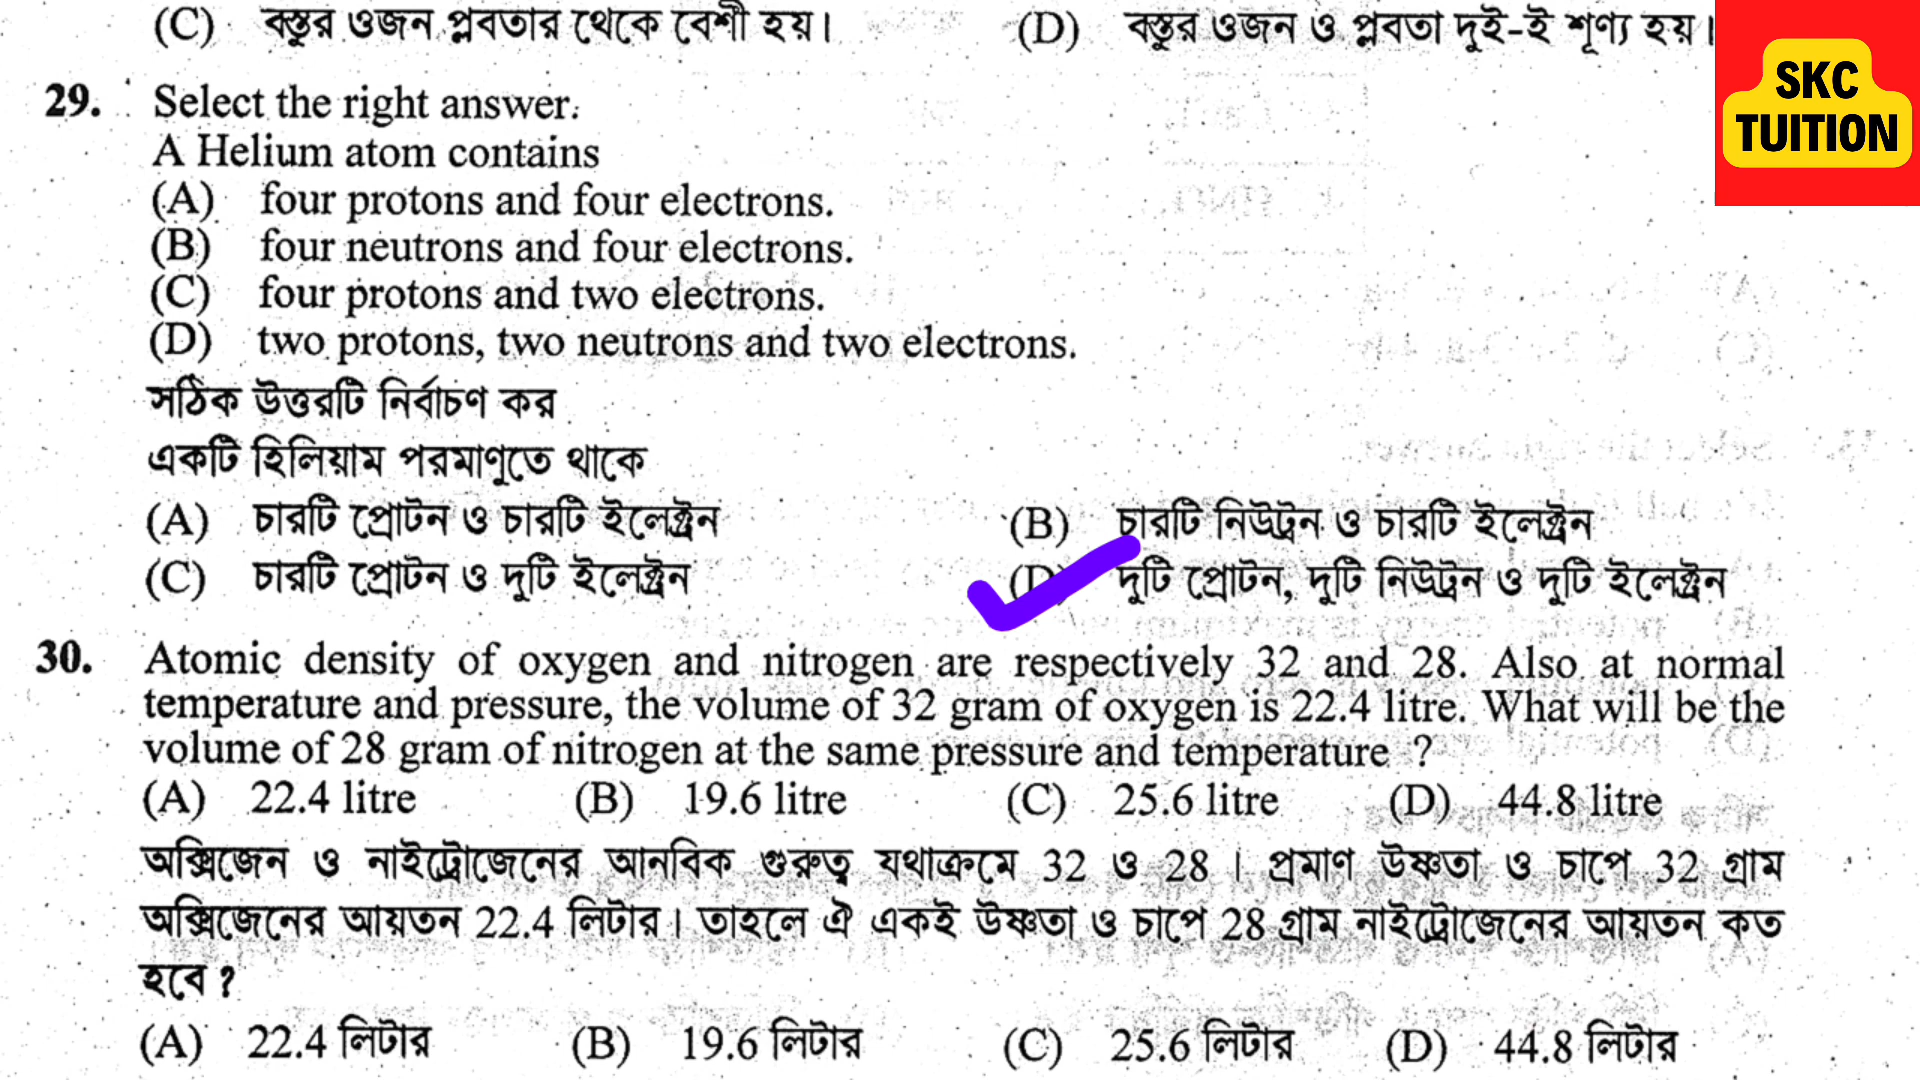 (C) বস্তুর ওজন প্লবতার থেকে বেশী হয়।
(D) বস্তুর ওজন ও প্লবতা দুই-ই শূণ্য হয়।
SKC
TUITION
29. Select the right answer.
A Helium atom contains
(A) four protons and four electrons.
(B) four neutrons and four electrons.
(C) four protons and two electrons.
(D) two protons, two neutrons and two electrons.
সঠিক উত্তরটি নির্বাচণ কর
একটি হিলিয়াম পরমাণুতে থাকে
(A) চারটি প্রোটন ও চারটি ইলেক্ট্রন
(B) চারটি নিউট্রন ও চারটি ইলেক্ট্রন
(C) চারটি প্রোটন ও দুটি ইলেক্ট্রন
(D) দুটি প্রোটন, দুটি নিউট্রন ও দুটি ইলেক্ট্রন
30. Atomic density of oxygen and nitrogen are respectively 32 and 28. Also at normal
temperature and pressure, the volume of 32 gram of oxygen is 22.4 litre. What will be the
volume of 28 gram of nitrogen at the same pressure and temperature ?
(A) 22.4 litre (B) 19.6 litre (C) 25.6 litre (D) 44.8 litre
অক্সিজেন ও নাইট্রোজেনের আনবিক গুরুত্ব যথাক্রমে 32 ও 28 । প্রমাণ উষ্ণতা ও চাপে 32 গ্রাম
অক্সিজেনের আয়তন 22.4 লিটার। তাহলে ঐ একই উষ্ণতা ও চাপে 28 গ্রাম নাইট্রোজেনের আয়তন কত
হবে ?
(A) 22.4 লিটার (B) 19.6 লিটার (C) 25.6 লিটার (D) 44.8 লিটার